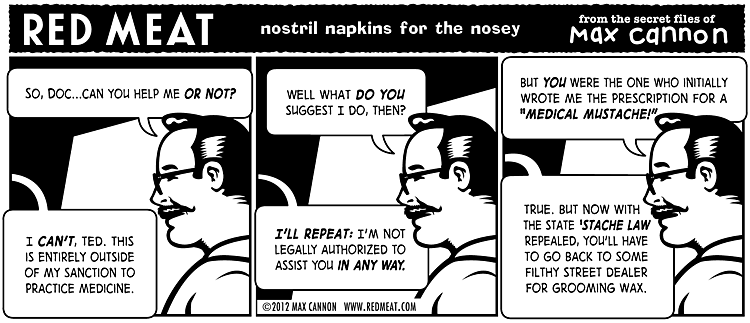 RED MEAT
nostril napkins for the nosey
from the secret files of
max cannon
SO, DOC...CAN YOU HELP ME OR NOT?
I CAN'T, TED. THIS
IS ENTIRELY OUTSIDE
OF MY SANCTION TO
PRACTICE MEDICINE.
WELL WHAT DO YOU
SUGGEST I DO, THEN?
I'LL REPEAT: I'M NOT
LEGALLY AUTHORIZED TO
ASSIST YOU IN ANY WAY.
©2012 MAX CANNON WWW.REDMEAT.COM
BUT YOU WERE THE ONE WHO INITIALLY
WROTE ME THE PRESCRIPTION FOR A
"MEDICAL MUSTACHE!"
TRUE. BUT NOW WITH
THE STATE 'STACHE LAW
REPEALED, YOU'LL HAVE
TO GO BACK TO SOME
FILTHY STREET DEALER
FOR GROOMING WAX.